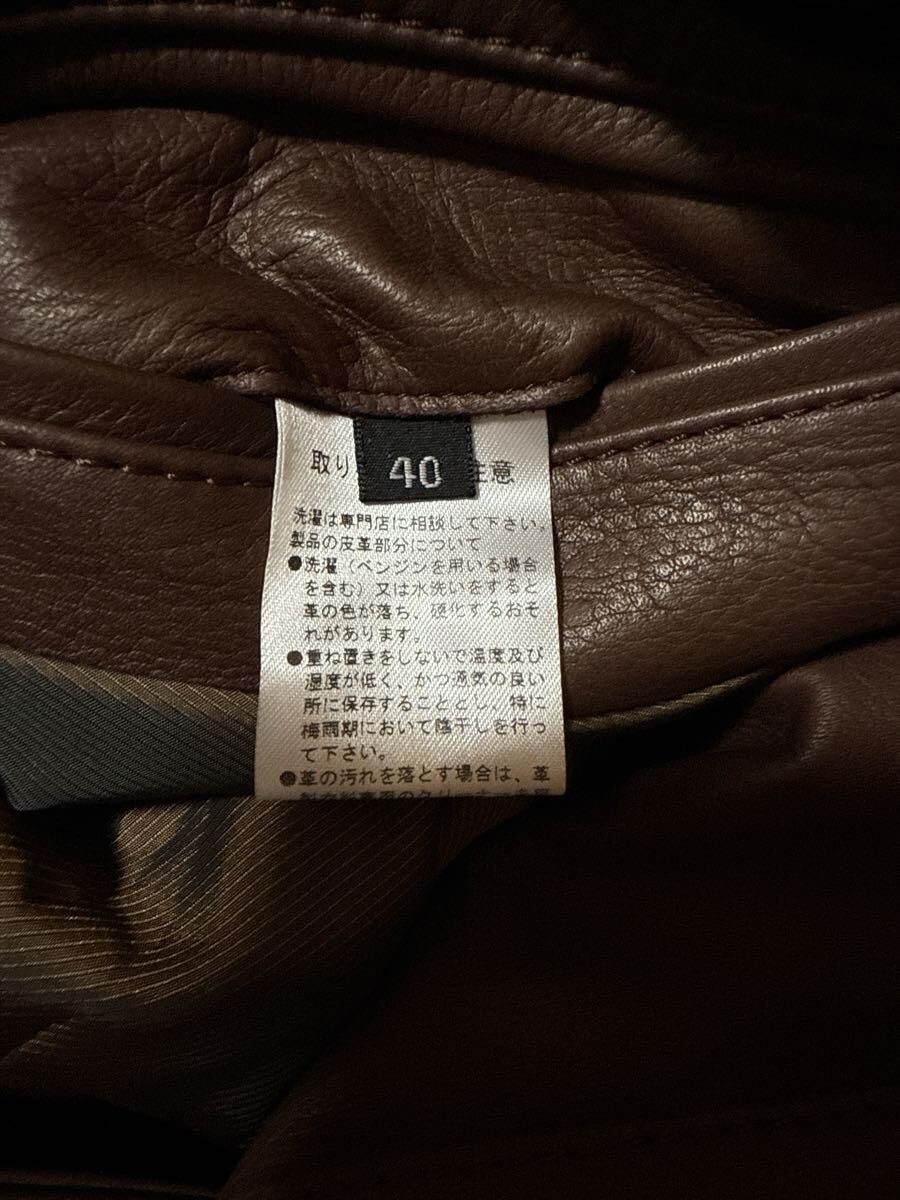 取り
40
注意
洗濯は専門店に相談して下さい。
製品の皮革部分について
●洗濯(ベンジンを用いる場合
を含む)又は水洗いをすると
革の色が落ち、硬化するおそ
れがあります。
●重ね置きをしないで温度及び
湿度が低く、かつ通気の良い
所に保存することとし、特に
梅雨期において陰干しを行っ
て下さい。
●革の汚れを落とす場合は、革